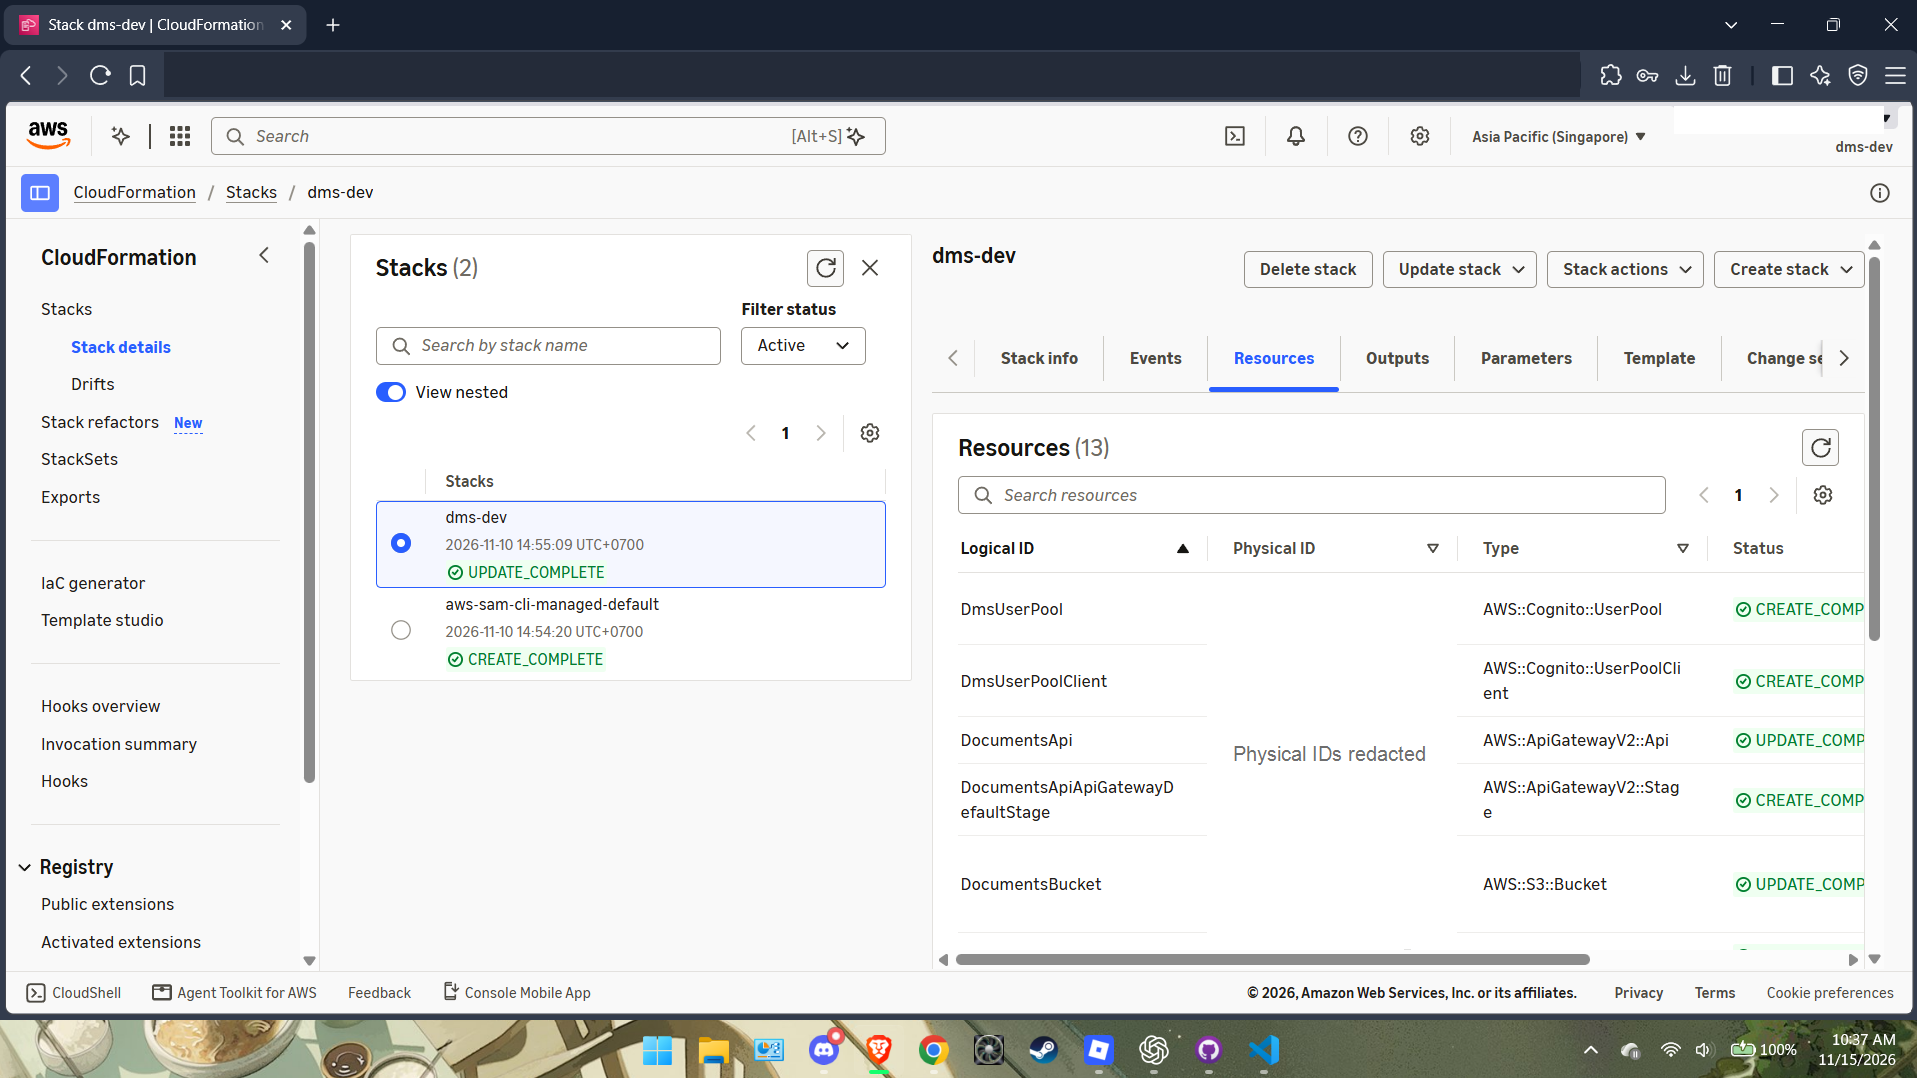 Stack dms-dev | CloudFormation
aws
Search
[Alt+S]
Asia Pacific (Singapore)
dms-dev
CloudFormation / Stacks / dms-dev
CloudFormation
Stacks
Stack details
Drifts
Stack refactors New
StackSets
Exports
IaC generator
Template studio
Hooks overview
Invocation summary
Hooks
Registry
Public extensions
Activated extensions
Stacks (2)
Filter status
Search by stack name
Active
View nested
1
Stacks
dms-dev
2026-11-10 14:55:09 UTC+0700
UPDATE_COMPLETE
aws-sam-cli-managed-default
2026-11-10 14:54:20 UTC+0700
CREATE_COMPLETE
dms-dev
Delete stack
Update stack
Stack actions
Create stack
Stack info
Events
Resources
Outputs
Parameters
Template
Change se
Resources (13)
Search resources
1
Logical ID
Physical ID
Type
Status
DmsUserPool
AWS::Cognito::UserPool
CREATE_COMP
DmsUserPoolClient
AWS::Cognito::UserPoolCli
ent
CREATE_COMP
DocumentsApi
Physical IDs redacted
AWS::ApiGatewayV2::Api
UPDATE_COMP
DocumentsApiApiGatewayD
efaultStage
AWS::ApiGatewayV2::Stag
e
CREATE_COMP
DocumentsBucket
AWS::S3::Bucket
UPDATE_COMP
CloudShell
Agent Toolkit for AWS
Feedback
Console Mobile App
© 2026, Amazon Web Services, Inc. or its affiliates.
Privacy
Terms
Cookie preferences
100%
10:37 AM
11/15/2026